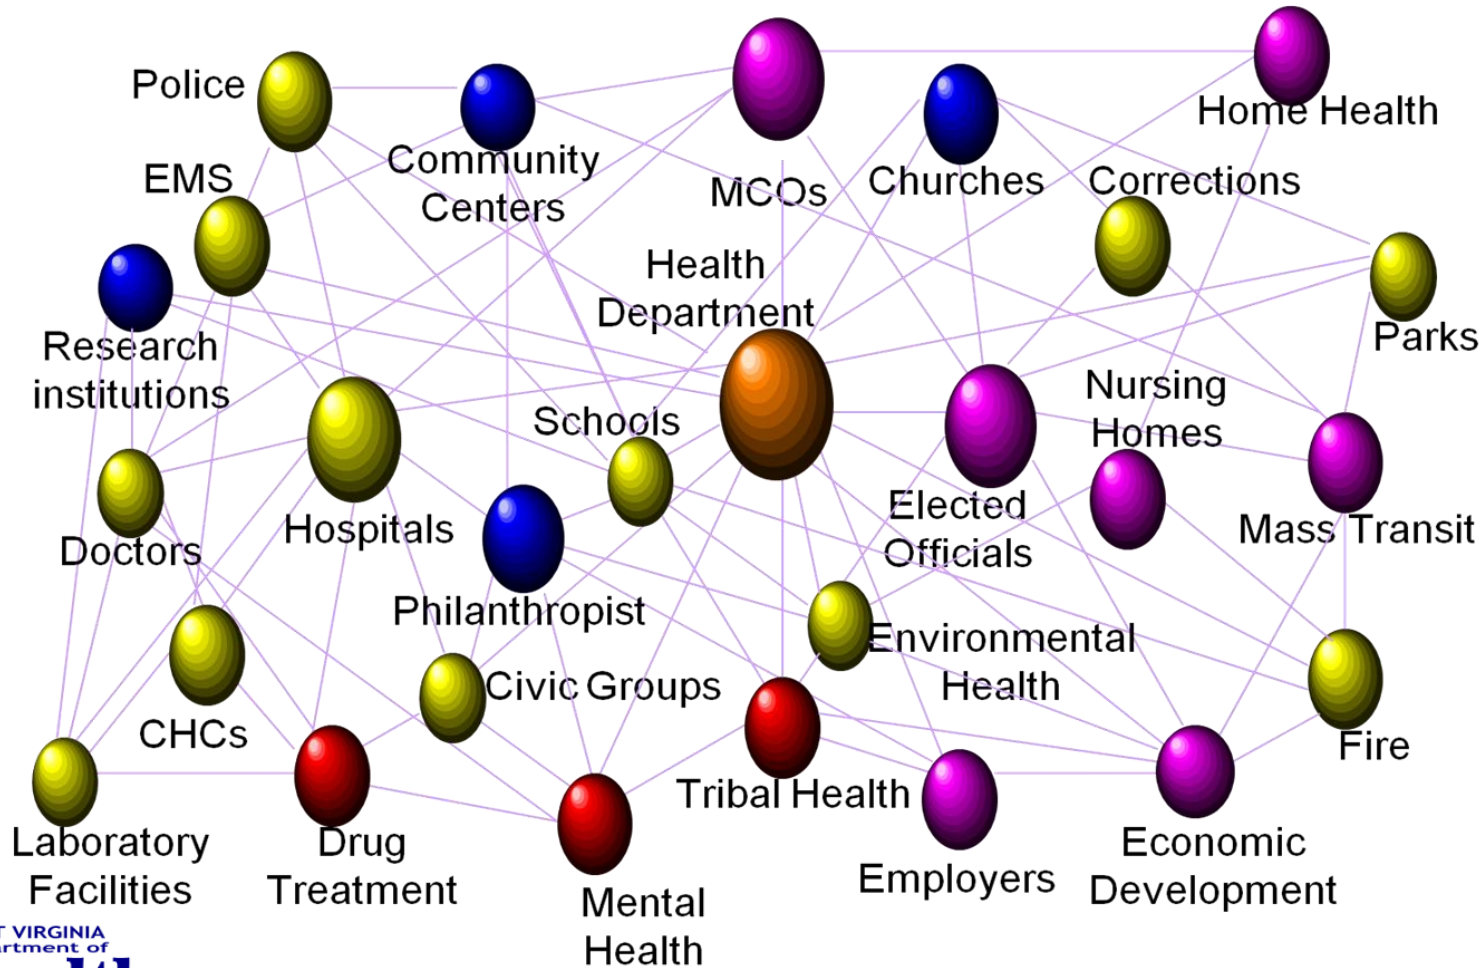 Police
Community
Centers
EMS
MCOs
Churches
Home Health
Corrections
Research
institutions
Health
Department
Parks
Nursing
Homes
Schools
Doctors
Hospitals
Elected
Officials
Mass Transit
Philanthropist
Environmental
Health
CHCs
Civic Groups
Fire
Tribal Health
Laboratory
Facilities
Drug
Treatment
Mental
Health
Employers
Economic
Development
T VIRGINIA
artment of